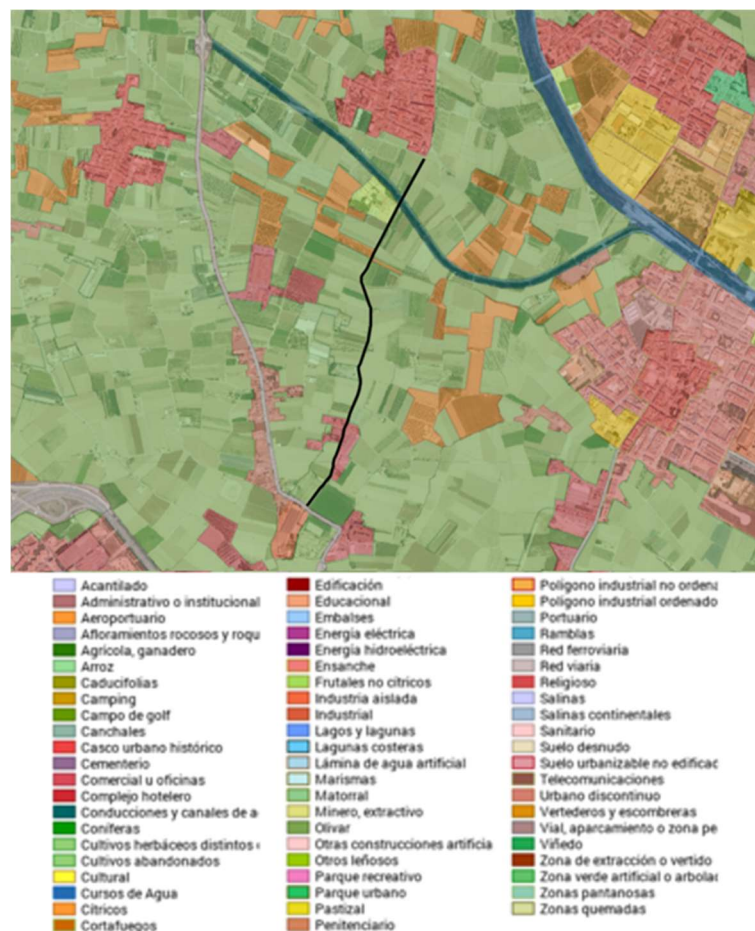 Acantilado
Administrativo o institucional
Aeroportuario
Afloramientos rocosos y roqu
Agrícola, ganadero
Arroz
Caducifolias
Camping
Campo de golf
Canchales
Casco urbano histórico
Cementerio
Comercial u oficinas
Complejo hotelero
Conducciones y canales de a
Coníferas
Cultivos herbáceos distintos
Cultivos abandonados
Cultural
Cursos de Agua
Cítricos
Cortafuegos
Edificación
Educacional
Embalses
Energía eléctrica
Energía hidroeléctrica
Ensanche
Frutales no cítricos
Industria aislada
Industrial
Lagos y lagunas
Lagunas costeras
Lámina de agua artificial
Marismas
Matorral
Minero, extractivo
Olivar
Otras construcciones artificia
Otros leñosos
Parque recreativo
Parque urbano
Pastizal
Penitenciario
Polígono industrial no ordena
Polígono industrial ordenado
Portuario
Ramblas
Red ferroviaria
Red viaria
Religioso
Salinas
Salinas continentales
Sanitario
Suelo desnudo
Suelo urbanizable no edificac
Telecomunicaciones
Urbano discontinuo
Vertederos y escombreras
Vial, aparcamiento o zona pe
Viñedo
Zona de extracción o vertido
Zona verde artificial o arbolac
Zonas pantanosas
Zonas quemadas